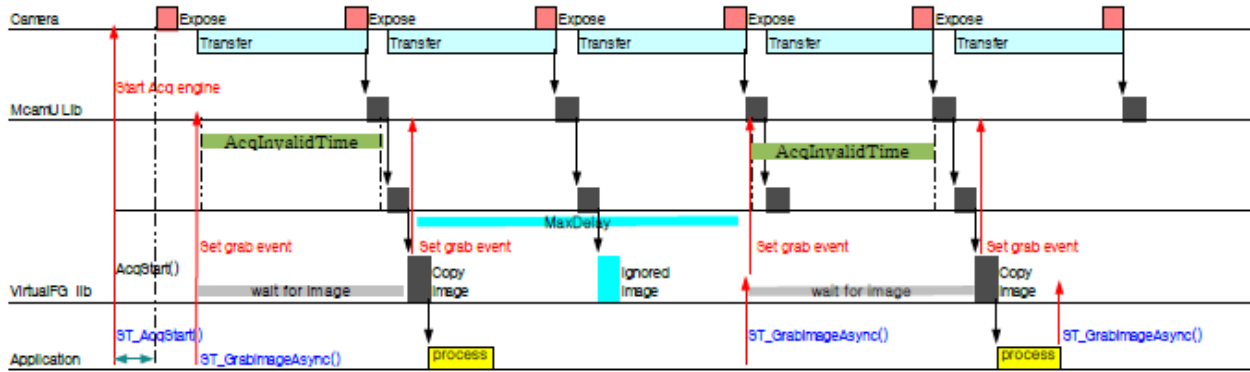 Camera
Expose Expose Expose Expose Expose
Transfer Transfer Transfer Transfer Transfer
Start Acq engine
McamU Lib
AcqInvalidTime AcqInvalidTime
MaxDelay
Set grab event Set grab event Set grab event Set grab event
AcqStart()
Copy Ignored Copy
Image Image Image
VirtualFG lib
wait for image wait for image
ST_AcqStart() ST_GrabImageAsync() ST_GrabImageAsync()
Application
ST_GrabImageAsync()
process process